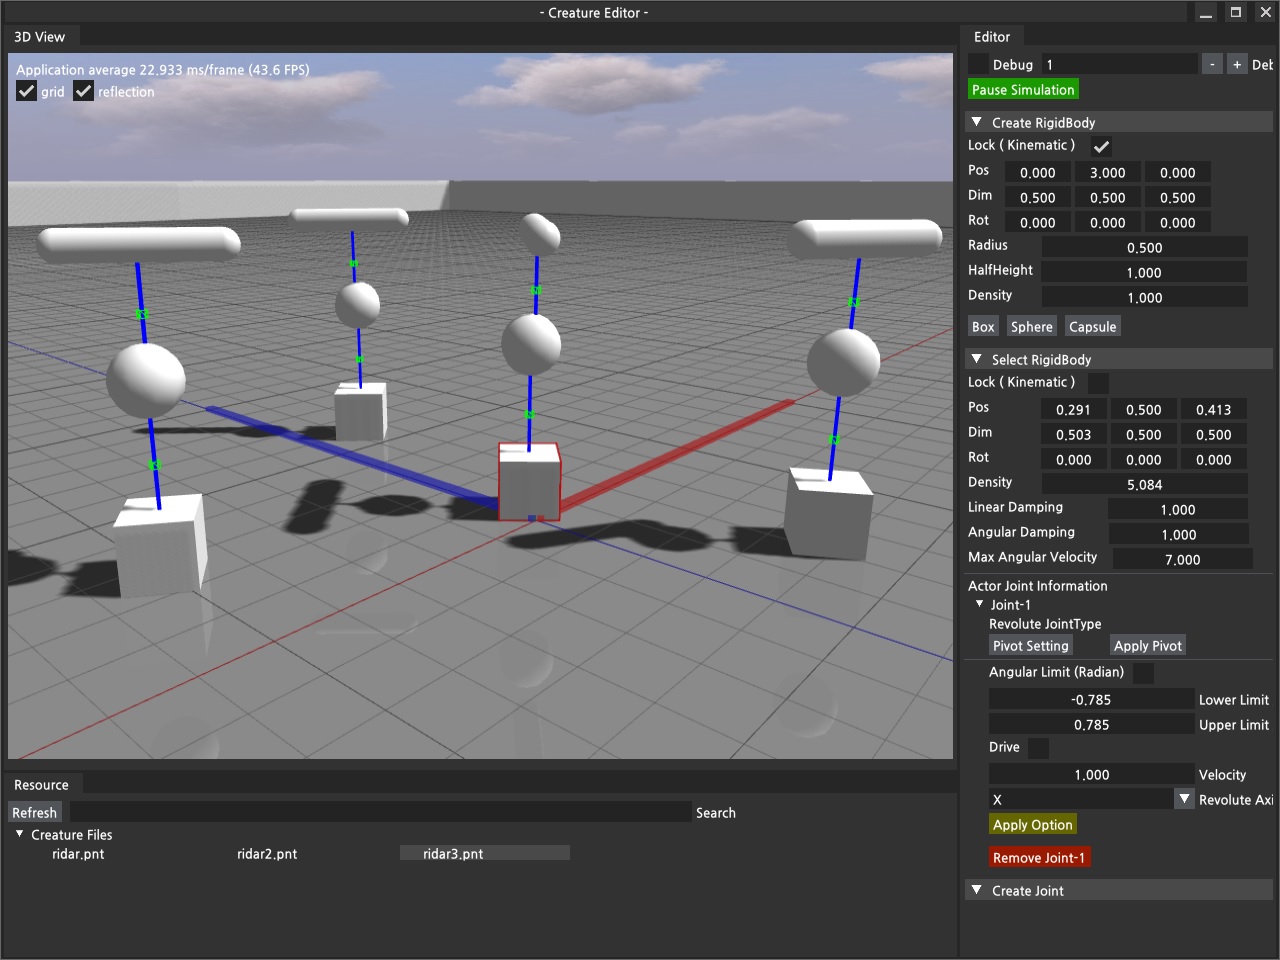 - Creature Editor -
3D View
Application average 22.933 ms/frame (43.6 FPS)
grid reflection
Resource
Refresh Search
Creature Files
ridar.pnt ridar2.pnt ridar3.pnt
Editor
Debug 1 - + Deb
Pause Simulation
Create RigidBody
Lock ( Kinematic )
Pos 0.000 3.000 0.000
Dim 0.500 0.500 0.500
Rot 0.000 0.000 0.000
Radius 0.500
HalfHeight 1.000
Density 1.000
Box Sphere Capsule
Select RigidBody
Lock ( Kinematic )
Pos 0.291 0.500 0.413
Dim 0.503 0.500 0.500
Rot 0.000 0.000 0.000
Density 5.084
Linear Damping 1.000
Angular Damping 1.000
Max Angular Velocity 7.000
Actor Joint Information
Joint-1
Revolute JointType
Pivot Setting Apply Pivot
Angular Limit (Radian)
-0.785 Lower Limit
0.785 Upper Limit
Drive
1.000 Velocity
X Revolute Axi
Apply Option
Remove Joint-1
Create Joint